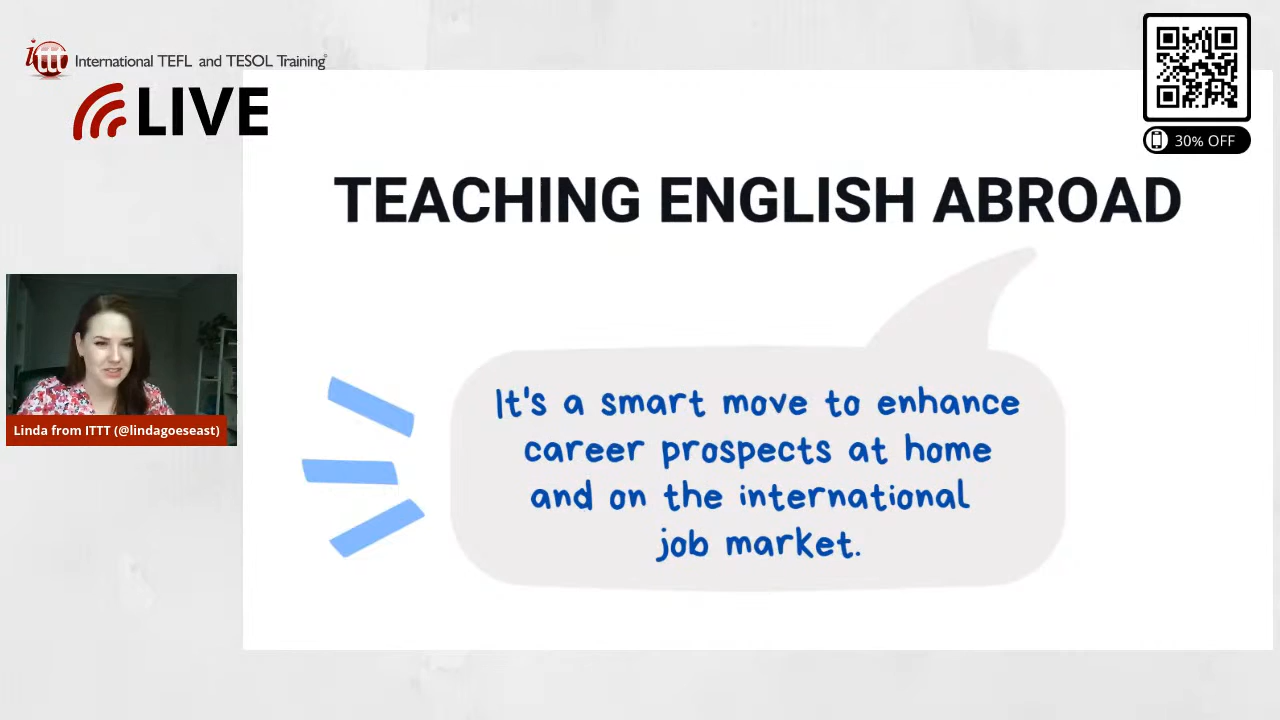 ittt International TEFL and TESOL Training
LIVE
30% OFF
TEACHING ENGLISH ABROAD
It's a smart move to enhance
career prospects at home
and on the international
job market.
Linda from ITTT (@lindagoeseast)